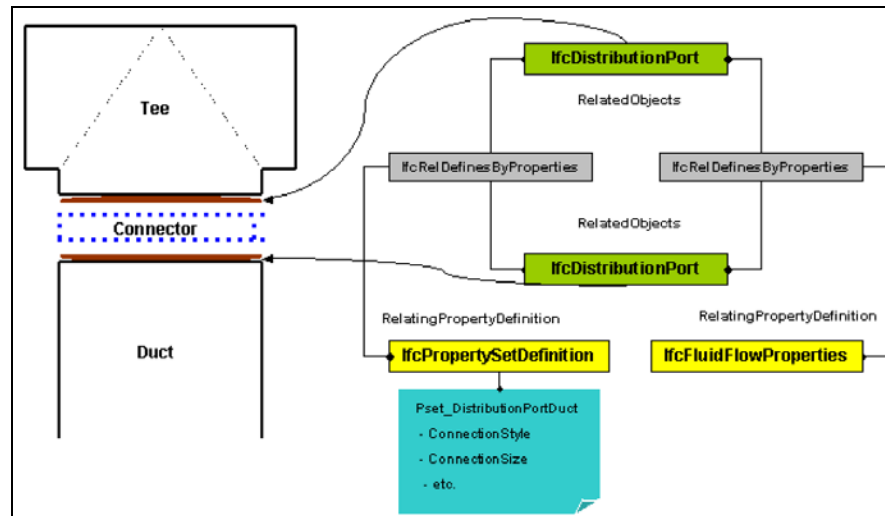 Tee
Connector
Duct
IfcDistributionPort
RelatedObjects
IfcRelDefinesByProperties
IfcRelDefinesByProperties
RelatedObjects
IfcDistributionPort
RelatingPropertyDefinition
RelatingPropertyDefinition
IfcPropertySetDefinition
IfcFluidFlowProperties
Pset_DistributionPortDuct
- ConnectionStyle
- ConnectionSize
- etc.